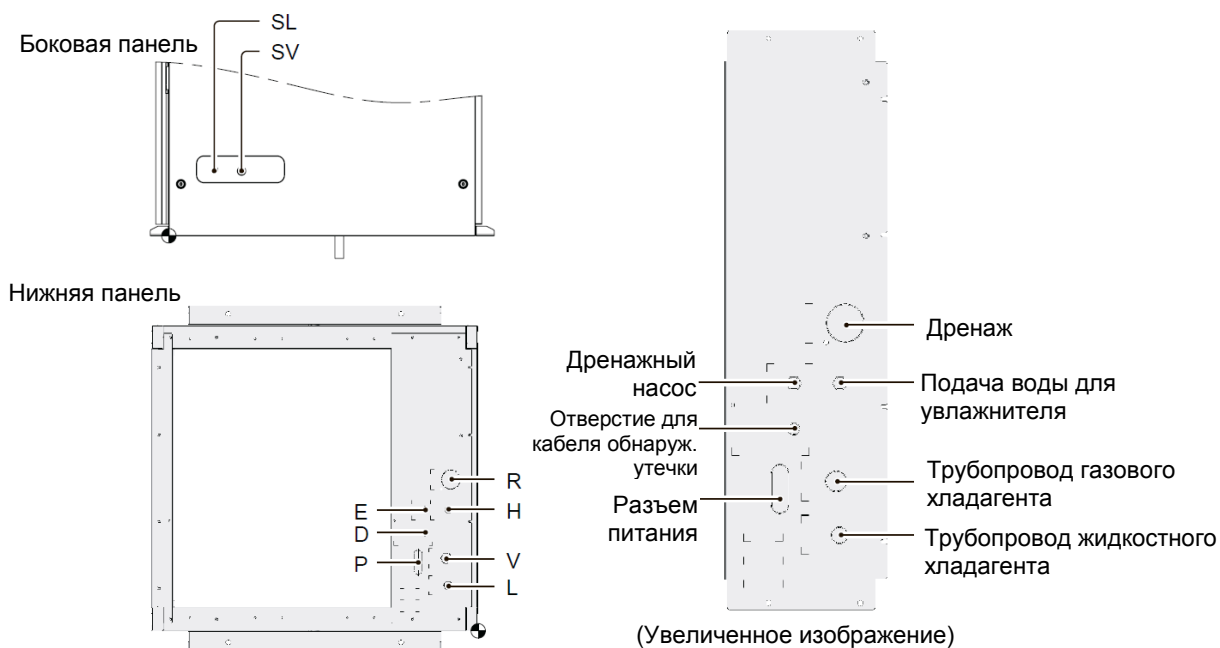 SL
Боковая панель
SV
Нижняя панель
R
E
H
D
P
V
L
Дренаж
Дренажный
насос
Подача воды для
увлажнителя
Отверстие для
кабеля обнаруж.
утечки
Трубопровод газового
хладагента
Разъем
питания
Трубопровод жидкостного
хладагента
(Увеличенное изображение)